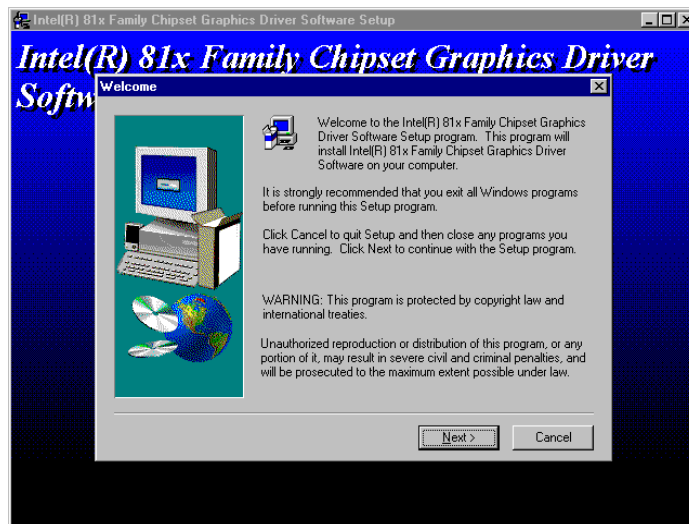 Intel(R) 81x Family Chipset Graphics Driver Software Setup
Intel(R) 81x Family Chipset Graphics Driver
Softw
Welcome
Welcome to the Intel(R) 81x Family Chipset Graphics
Driver Software Setup program. This program will
install Intel(R) 81x Family Chipset Graphics Driver
Software on your computer.
It is strongly recommended that you exit all Windows programs
before running this Setup program.
Click Cancel to quit Setup and then close any programs you
have running. Click Next to continue with the Setup program.
WARNING: This program is protected by copyright law and
international treaties.
Unauthorized reproduction or distribution of this program, or any
portion of it, may result in severe civil and criminal penalties, and
will be prosecuted to the maximum extent possible under law.
Next >
Cancel